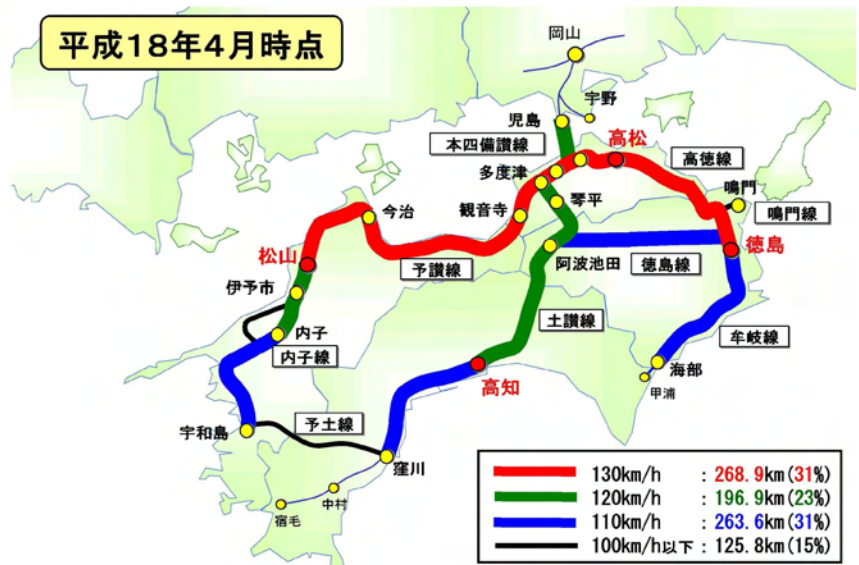 平成18年4月時点
岡山
宇野
児島
本四備讃線
高松
高徳線
多度津
鳴門
今治
観音寺
琴平
鳴門線
松山
予讃線
阿波池田
徳島線
徳島
伊予市
土讃線
内子
内子線
牟岐線
海部
高知
甲浦
宇和島
予土線
窪川
中村
宿毛
130km/h : 268.9km(31%)
120km/h : 196.9km(23%)
110km/h : 263.6km(31%)
100km/h以下 : 125.8km(15%)